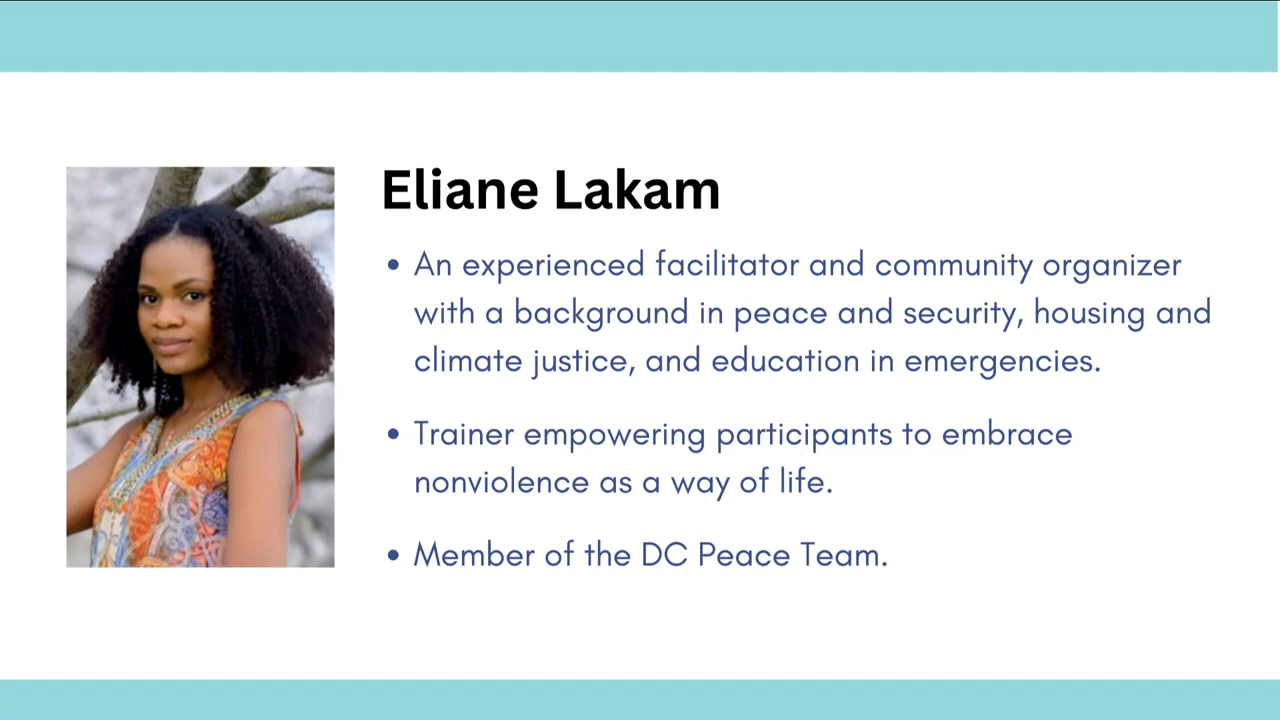 Eliane Lakam
• An experienced facilitator and community organizer
with a background in peace and security, housing and
climate justice, and education in emergencies.
• Trainer empowering participants to embrace
nonviolence as a way of life.
• Member of the DC Peace Team.